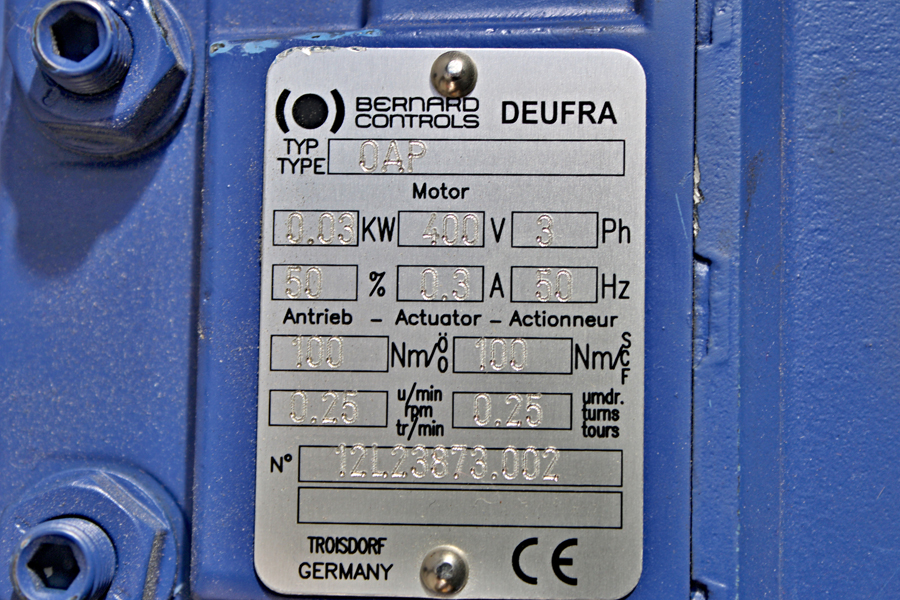 BERNARD CONTROLS DEUFRA
TYP
TYPE OAP
Motor
0.03 KW 400 V 3 Ph
50 % 0.3 A 50 Hz
Antrieb - Actuator - Actionneur
100 Nm/Ö O 100 Nm/S C F
0.25 u/min rpm tr/min 0.25 umdr. turns tours
N° 12L23873.002
TROISDORF
GERMANY CE